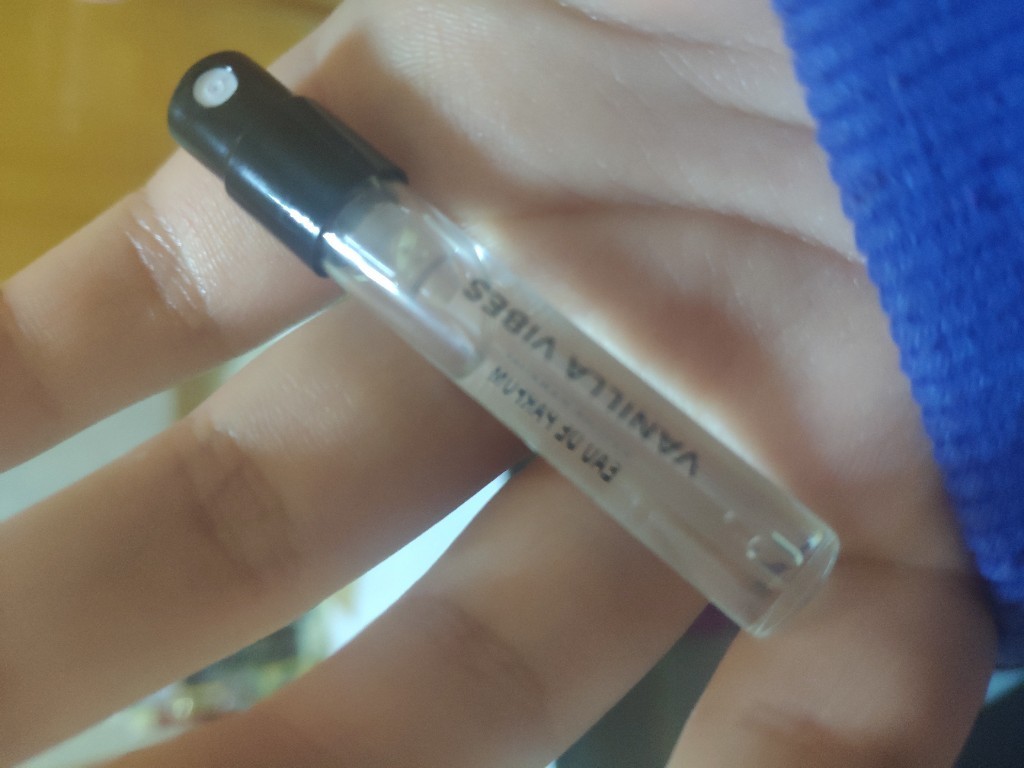 VANILLA VIBES
EAU DE PARFUM